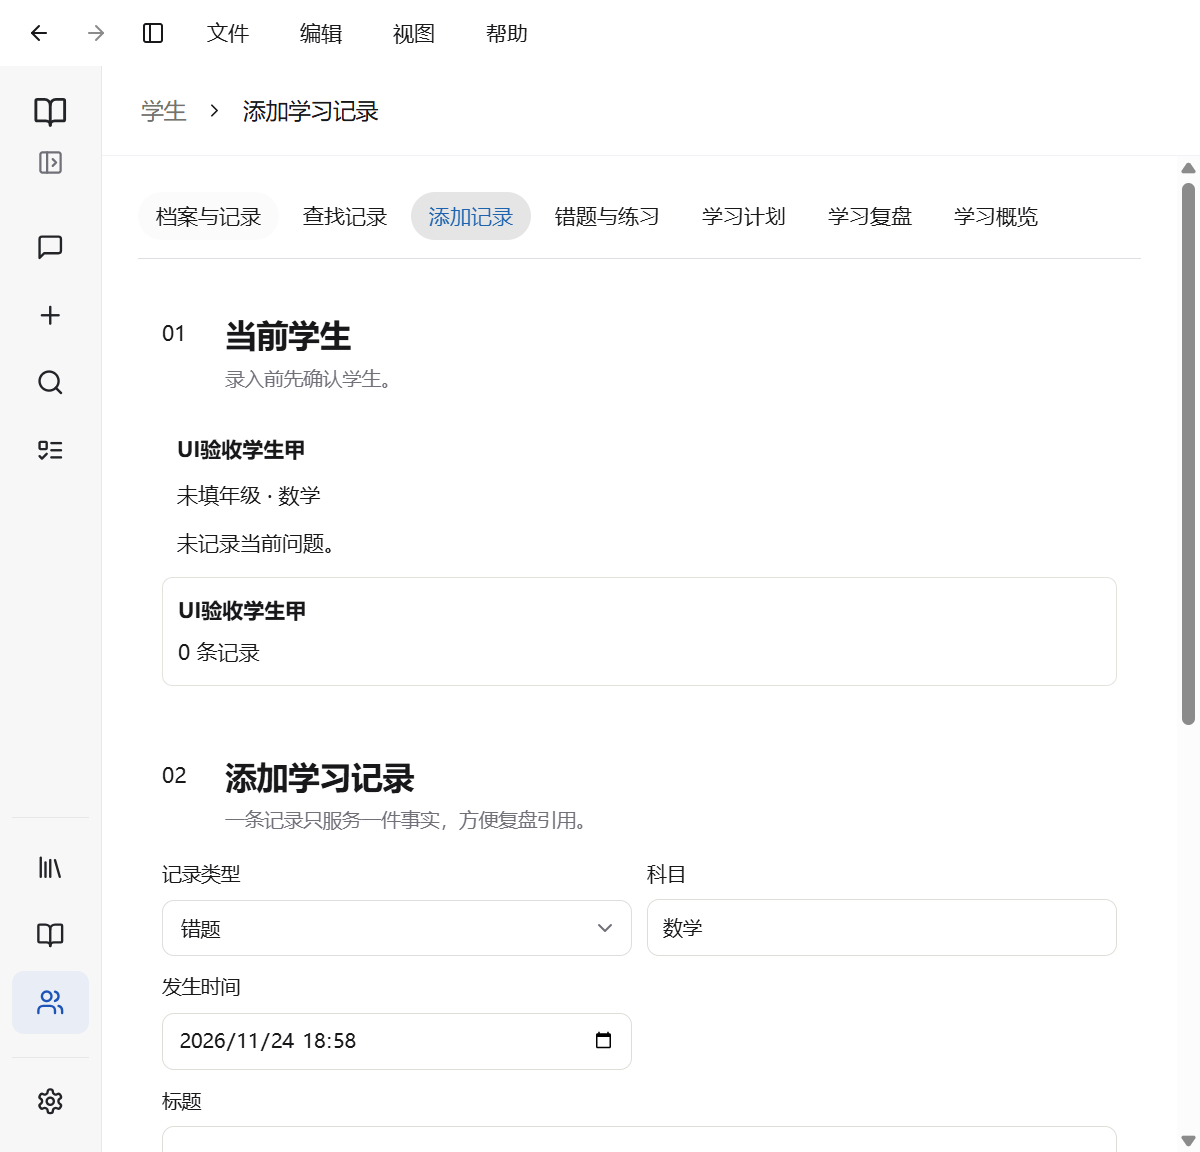 文件 编辑 视图 帮助
学生 > 添加学习记录
档案与记录 查找记录 添加记录 错题与练习 学习计划 学习复盘 学习概览
01 当前学生
录入前先确认学生。
UI验收学生甲
未填年级 · 数学
未记录当前问题。
UI验收学生甲
0 条记录
02 添加学习记录
一条记录只服务一件事实，方便复盘引用。
记录类型 科目
错题 数学
发生时间
2026/11/24 18:58
标题